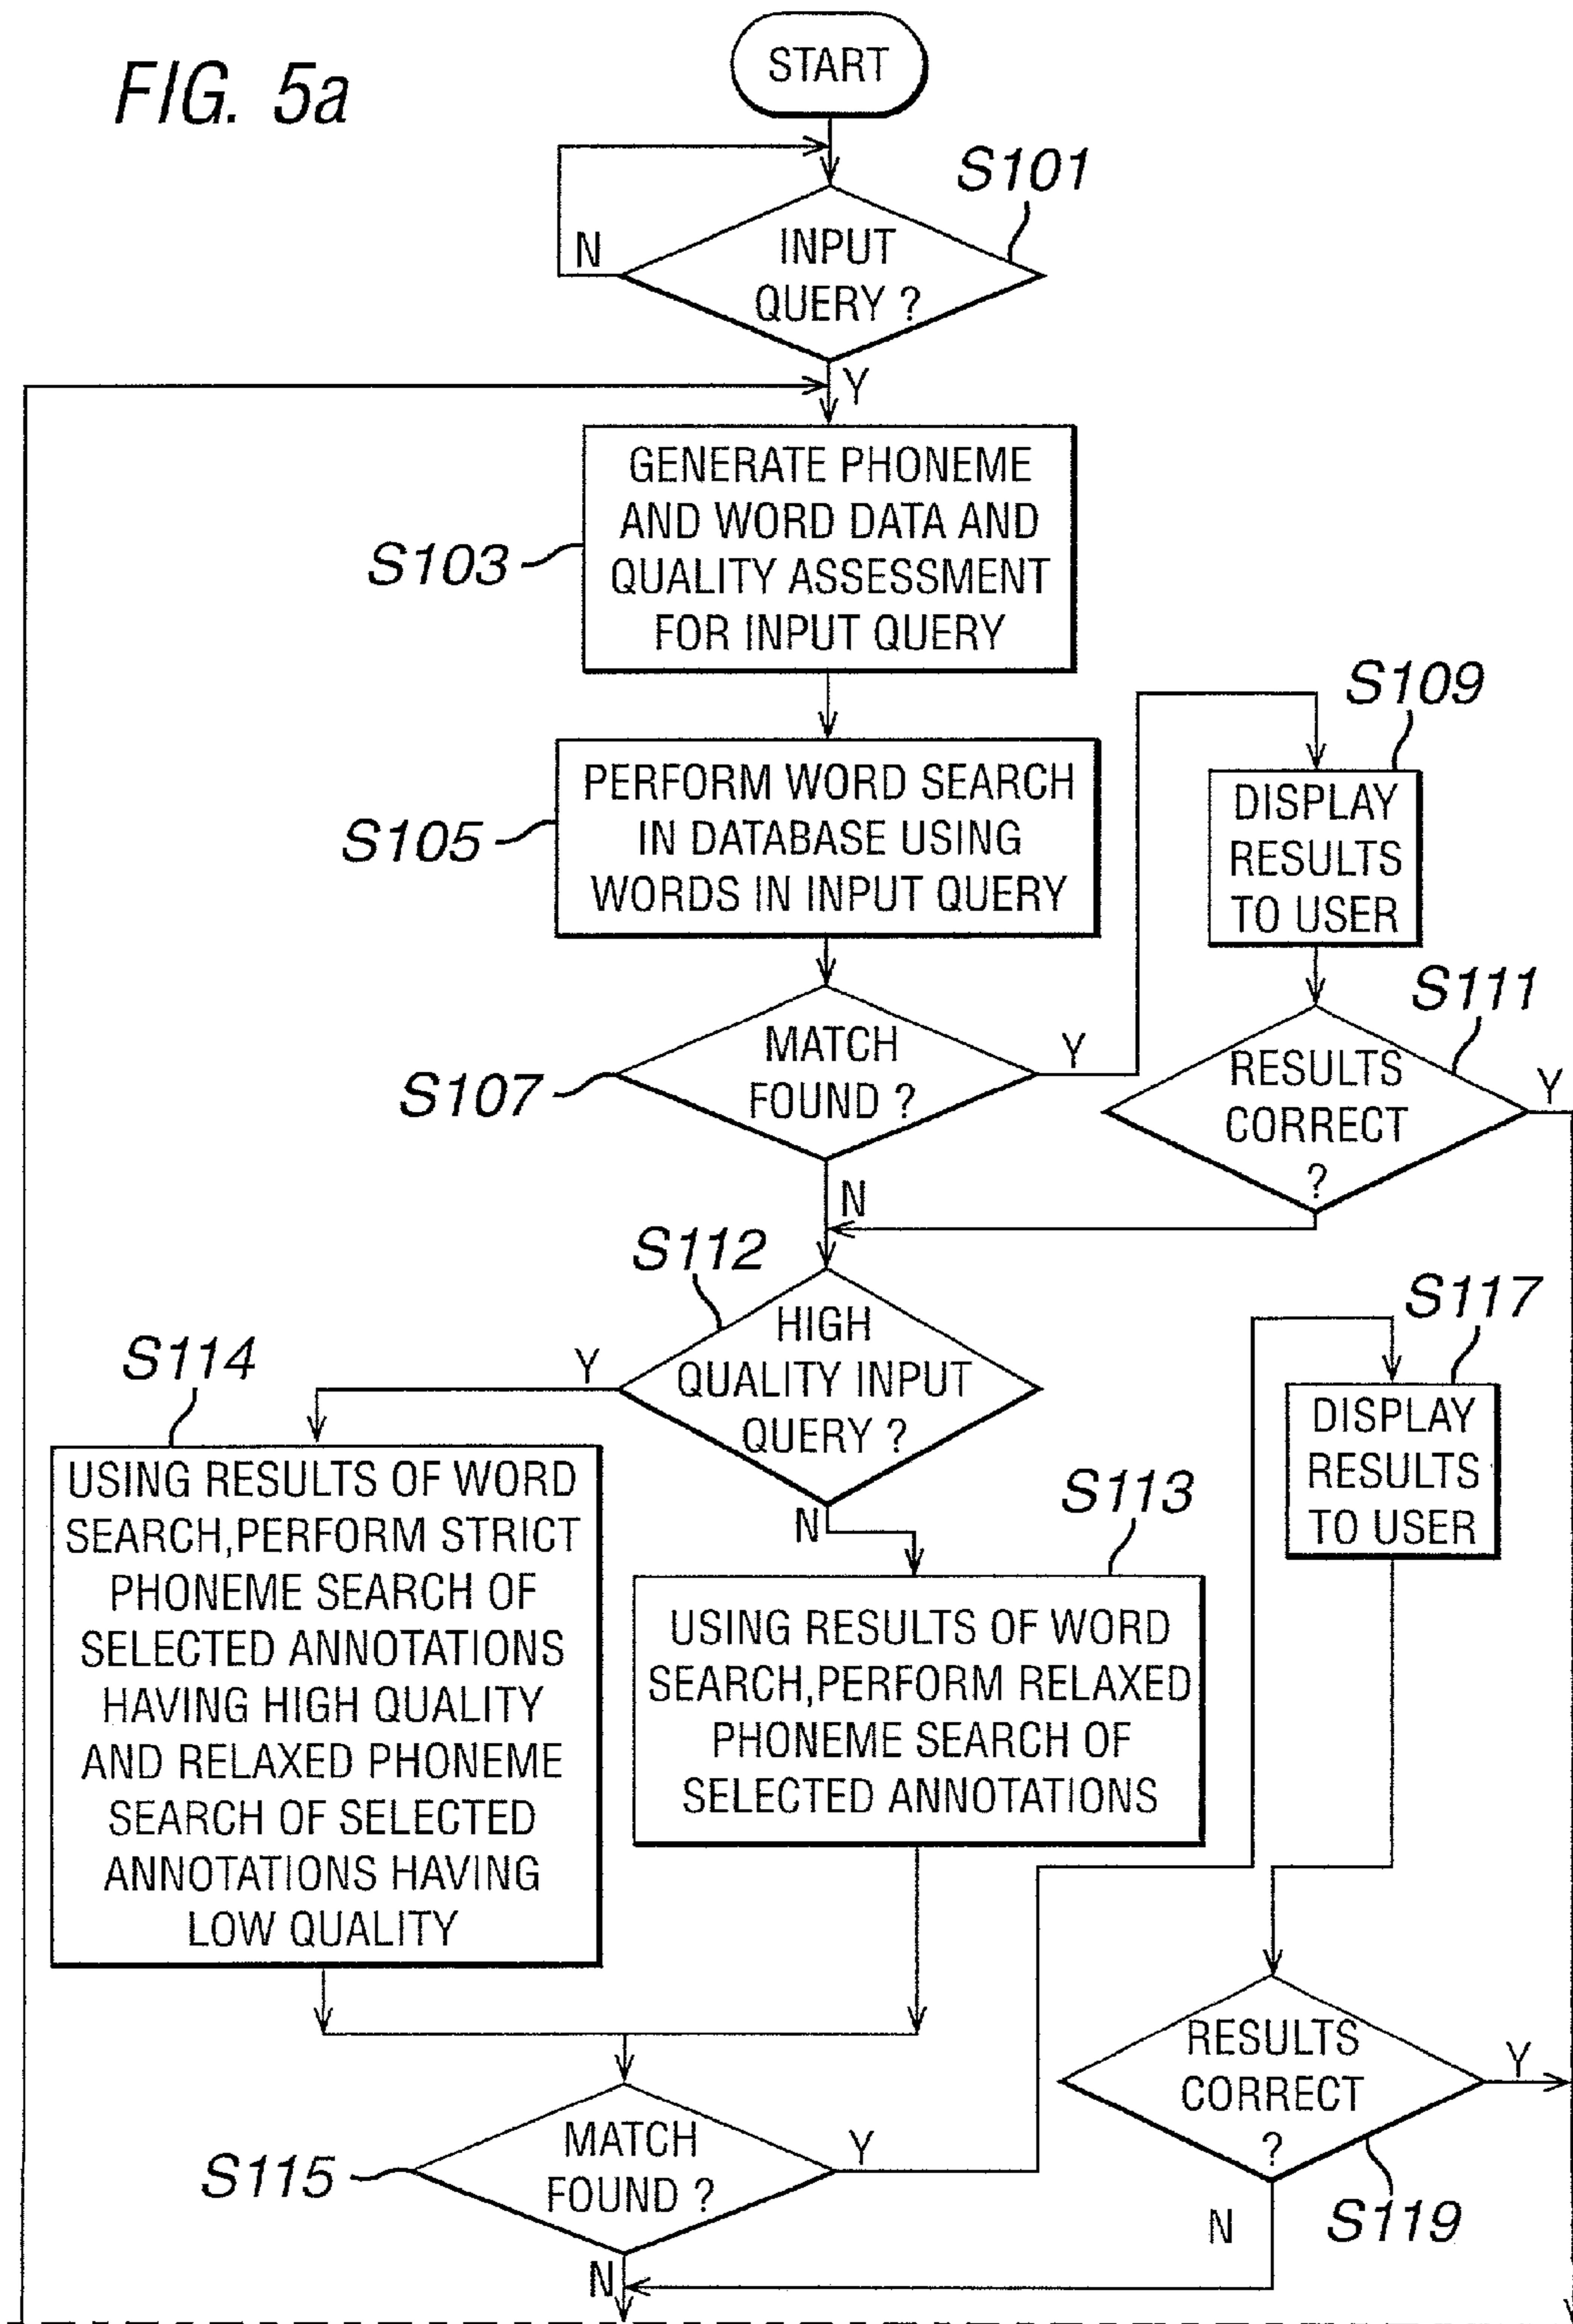 FIG. 5a
START
S101
N
INPUT
QUERY ?
Y
S103
GENERATE PHONEME
AND WORD DATA AND
QUALITY ASSESSMENT
FOR INPUT QUERY
S105
PERFORM WORD SEARCH
IN DATABASE USING
WORDS IN INPUT QUERY
S109
DISPLAY
RESULTS
TO USER
S107
MATCH
FOUND ?
Y
N
S111
RESULTS
CORRECT
?
Y
S112
HIGH
QUALITY INPUT
QUERY ?
Y
N
S114
USING RESULTS OF WORD
SEARCH,PERFORM STRICT
PHONEME SEARCH OF
SELECTED ANNOTATIONS
HAVING HIGH QUALITY
AND RELAXED PHONEME
SEARCH OF SELECTED
ANNOTATIONS HAVING
LOW QUALITY
S113
USING RESULTS OF WORD
SEARCH,PERFORM RELAXED
PHONEME SEARCH OF
SELECTED ANNOTATIONS
S117
DISPLAY
RESULTS
TO USER
S115
MATCH
FOUND ?
Y
N
RESULTS
CORRECT
?
Y
N
S119